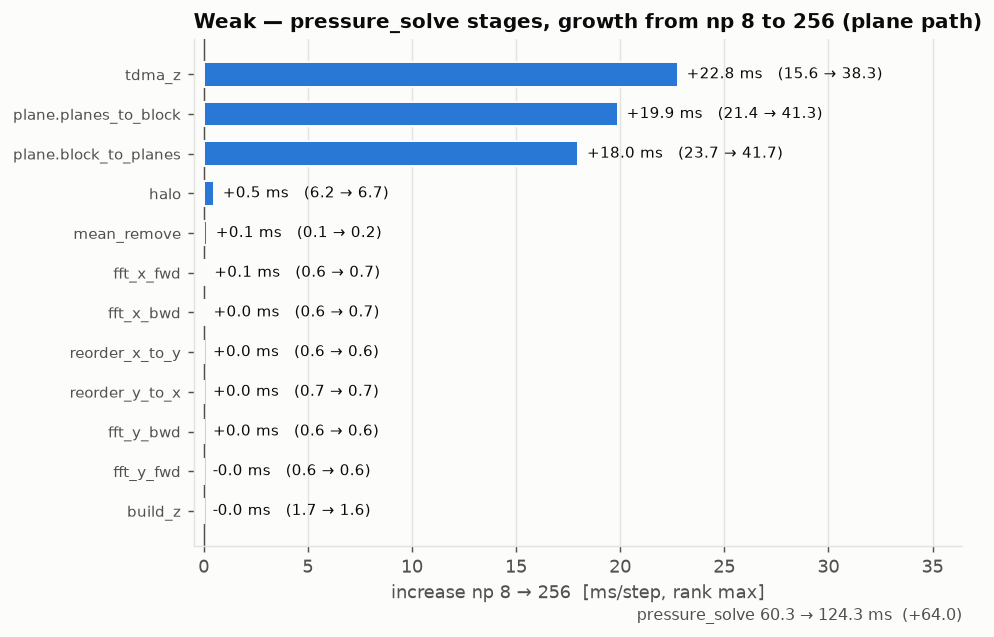 Weak — pressure_solve stages, growth from np 8 to 256 (plane path)
tdma_z +22.8 ms (15.6 → 38.3)
plane.planes_to_block +19.9 ms (21.4 → 41.3)
plane.block_to_planes +18.0 ms (23.7 → 41.7)
halo +0.5 ms (6.2 → 6.7)
mean_remove +0.1 ms (0.1 → 0.2)
fft_x_fwd +0.1 ms (0.6 → 0.7)
fft_x_bwd +0.0 ms (0.6 → 0.7)
reorder_x_to_y +0.0 ms (0.6 → 0.6)
reorder_y_to_x +0.0 ms (0.7 → 0.7)
fft_y_bwd +0.0 ms (0.6 → 0.6)
fft_y_fwd -0.0 ms (0.6 → 0.6)
build_z -0.0 ms (1.7 → 1.6)
0 5 10 15 20 25 30 35
increase np 8 → 256 [ms/step, rank max]
pressure_solve 60.3 → 124.3 ms (+64.0)